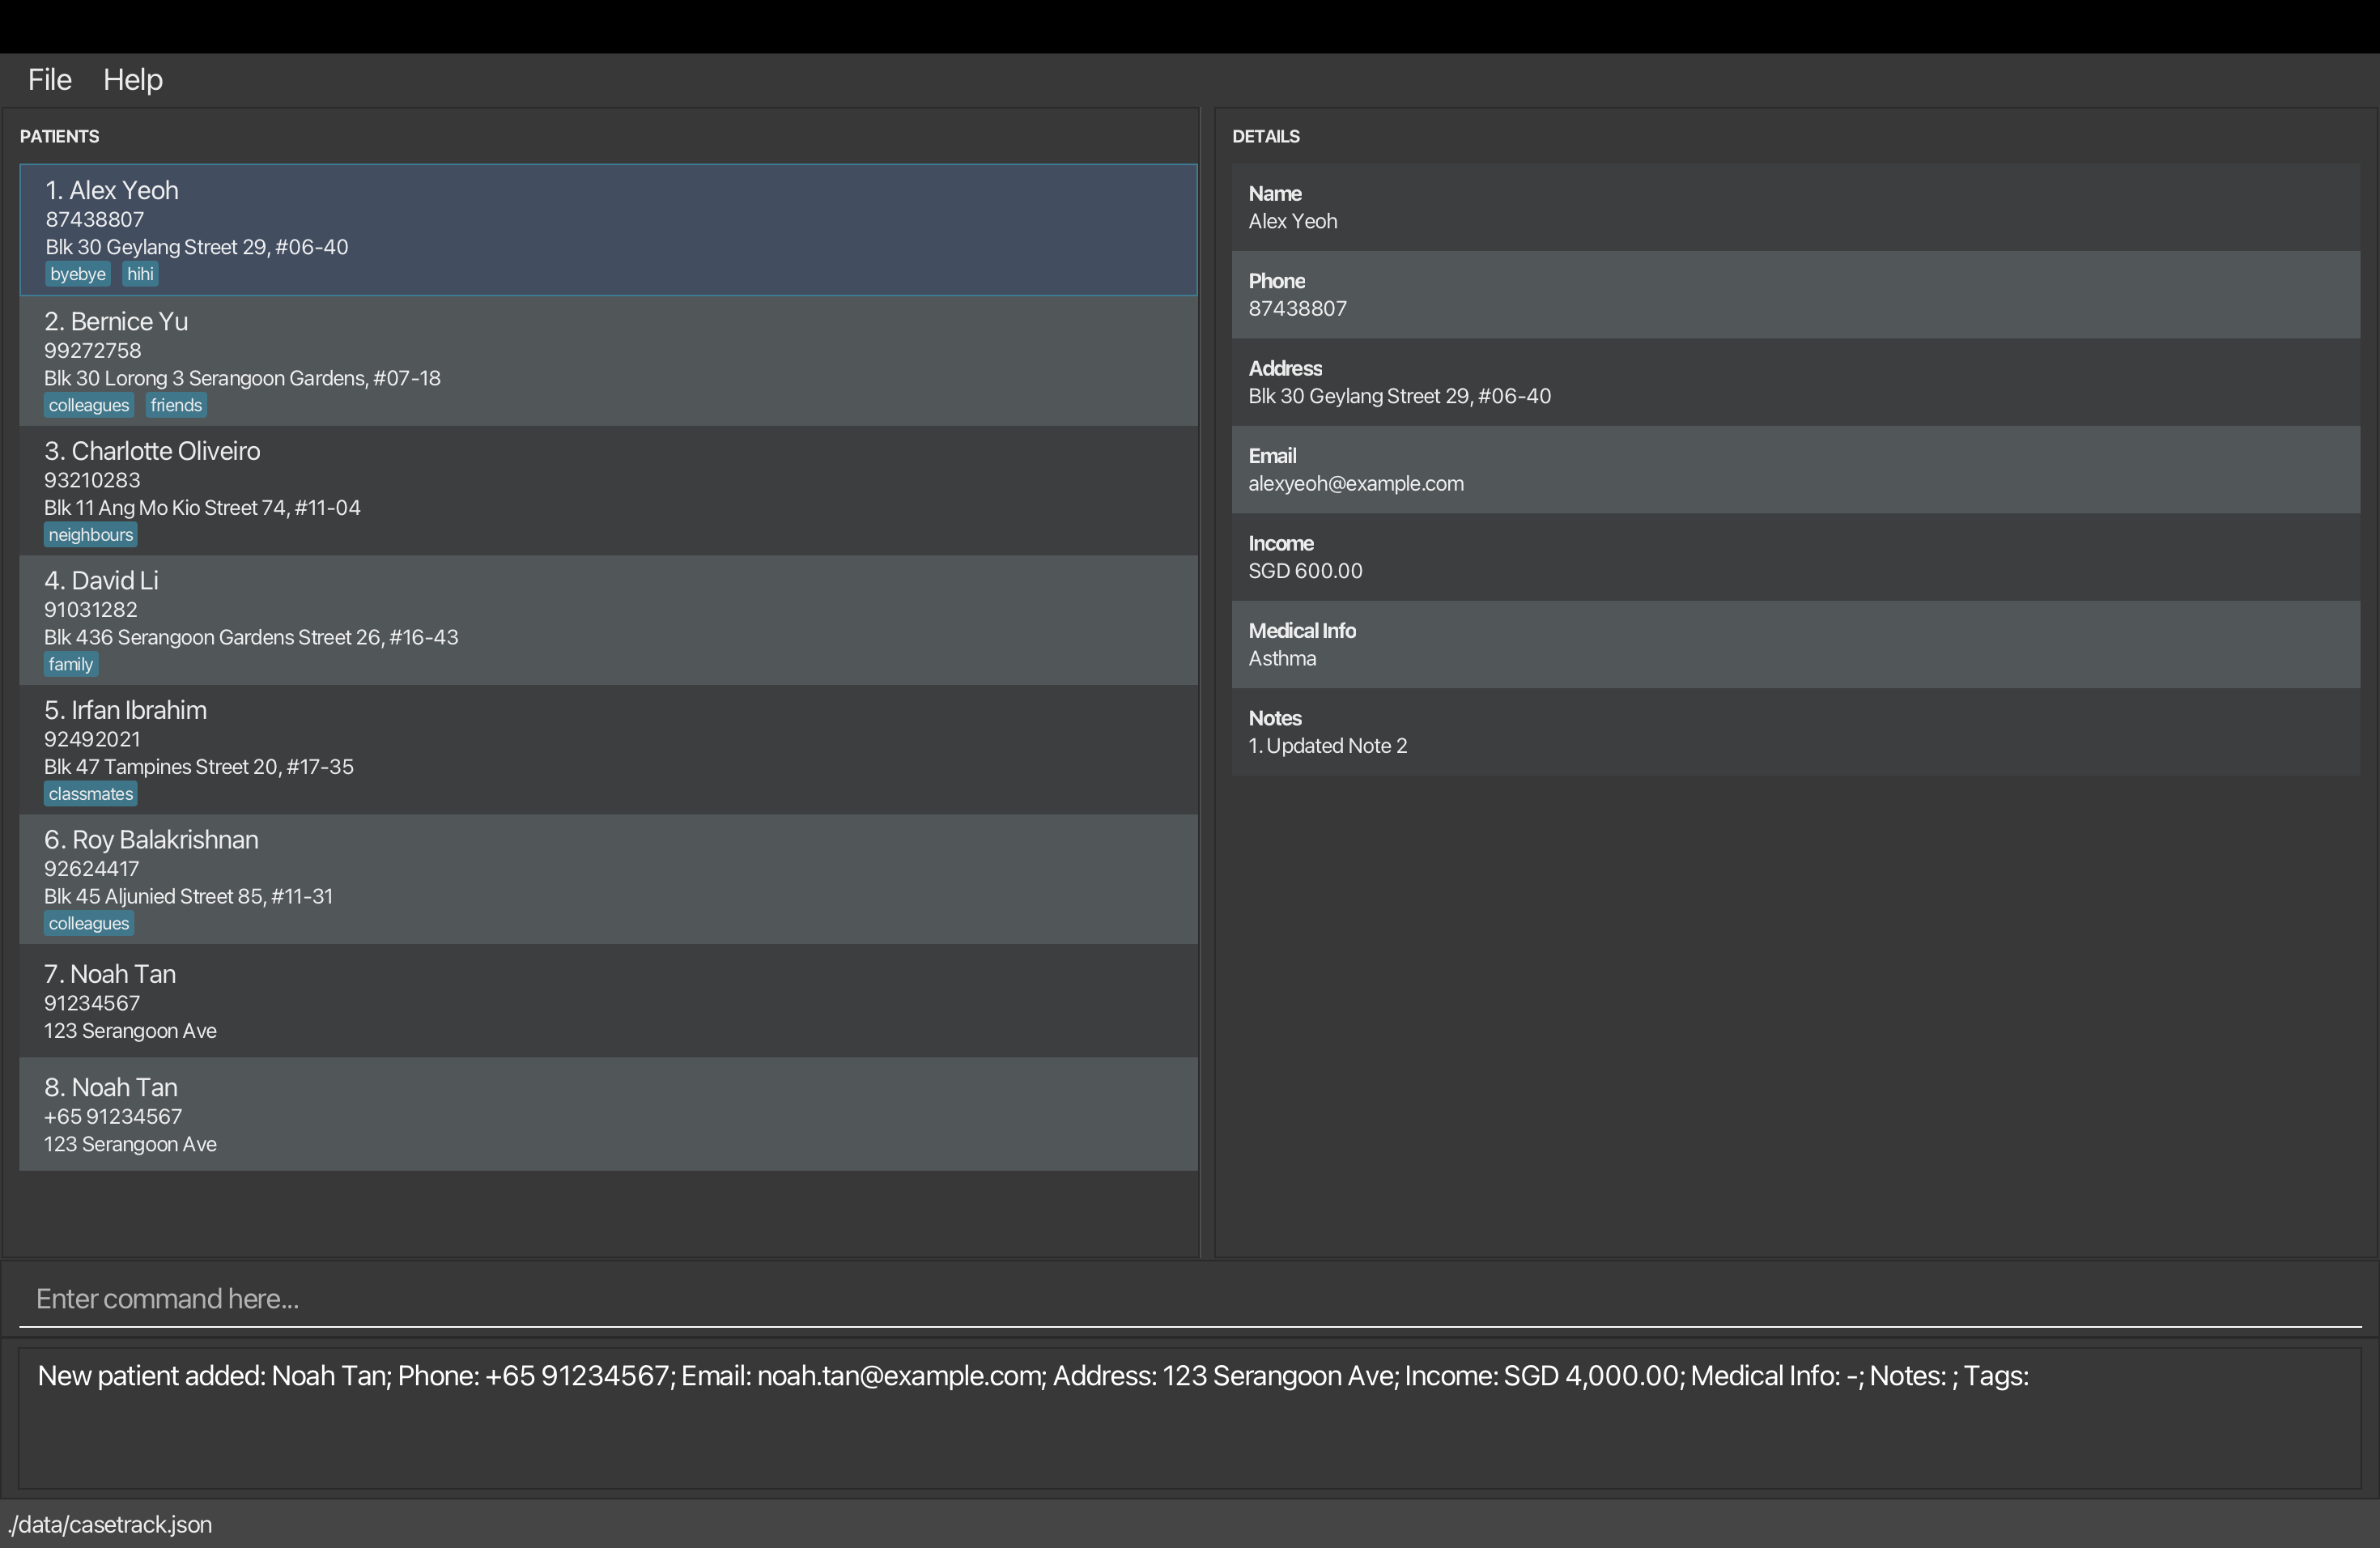 File Help
PATIENTS
1. Alex Yeoh
87438807
Blk 30 Geylang Street 29, #06-40
byebye hihi
2. Bernice Yu
99272758
Blk 30 Lorong 3 Serangoon Gardens, #07-18
colleagues friends
3. Charlotte Oliveiro
93210283
Blk 11 Ang Mo Kio Street 74, #11-04
neighbours
4. David Li
91031282
Blk 436 Serangoon Gardens Street 26, #16-43
family
5. Irfan Ibrahim
92492021
Blk 47 Tampines Street 20, #17-35
classmates
6. Roy Balakrishnan
92624417
Blk 45 Aljunied Street 85, #11-31
colleagues
7. Noah Tan
91234567
123 Serangoon Ave
8. Noah Tan
+65 91234567
123 Serangoon Ave
DETAILS
Name
Alex Yeoh
Phone
87438807
Address
Blk 30 Geylang Street 29, #06-40
Email
alexyeoh@example.com
Income
SGD 600.00
Medical Info
Asthma
Notes
1. Updated Note 2
Enter command here...
New patient added: Noah Tan; Phone: +65 91234567; Email: noah.tan@example.com; Address: 123 Serangoon Ave; Income: SGD 4,000.00; Medical Info: -; Notes: ; Tags:
./data/casetrack.json